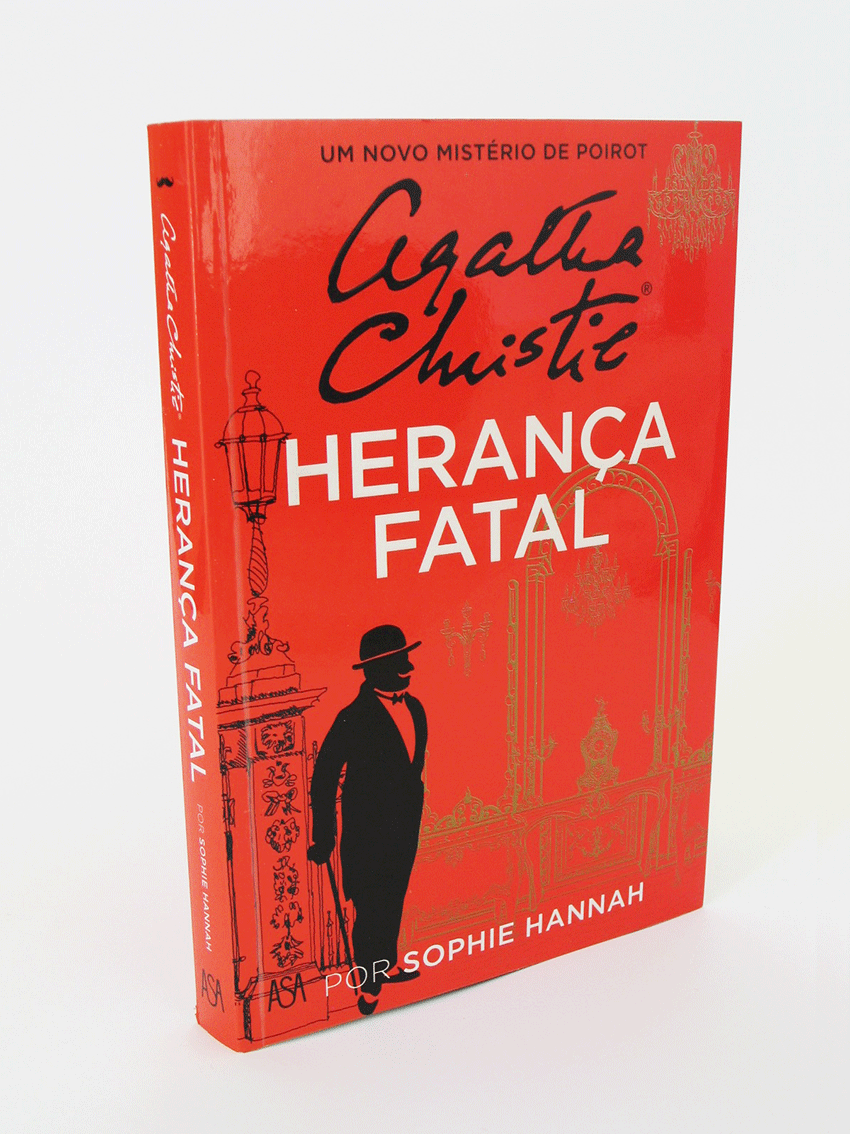 UM NOVO MISTÉRIO DE POIROT
Agatha
Christie®
HERANÇA
FATAL
POR SOPHIE HANNAH
ASA
Agatha Christie® HERANÇA FATAL POR SOPHIE HANNAH
ASA